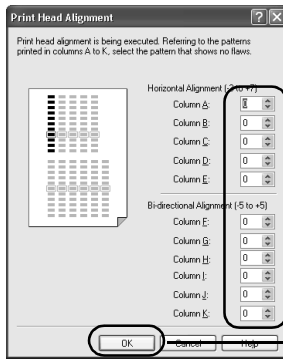 Print Head Alignment
Print head alignment is being executed. Referring to the patterns
printed in columns A to K, select the pattern that shows no flaws.
Horizontal Alignment (-3 to +7)
Column A: 0
Column B: 0
Column C: 0
Column D: 0
Column E: 0
Bi-directional Alignment (-5 to +5)
Column F: 0
Column G: 0
Column H: 0
Column I: 0
Column J: 0
Column K: 0
OK Cancel Help